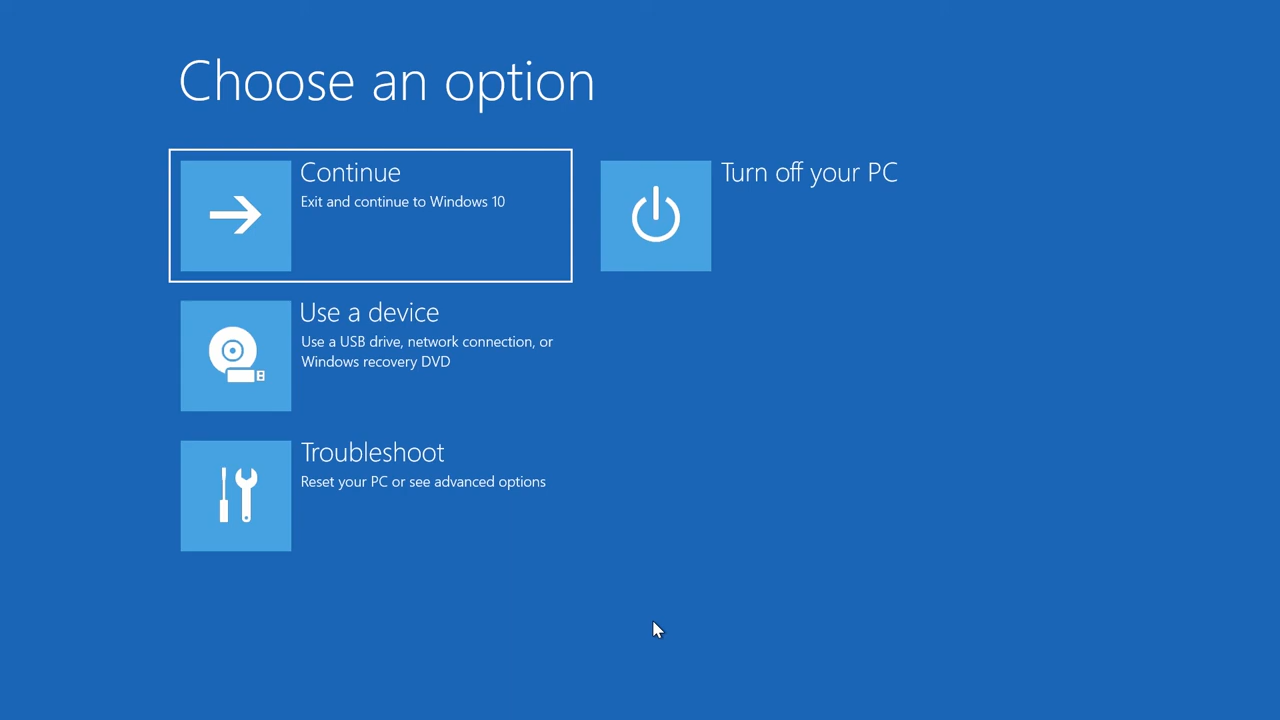 Choose an option
Continue
Exit and continue to Windows 10
Turn off your PC
Use a device
Use a USB drive, network connection, or
Windows recovery DVD
Troubleshoot
Reset your PC or see advanced options